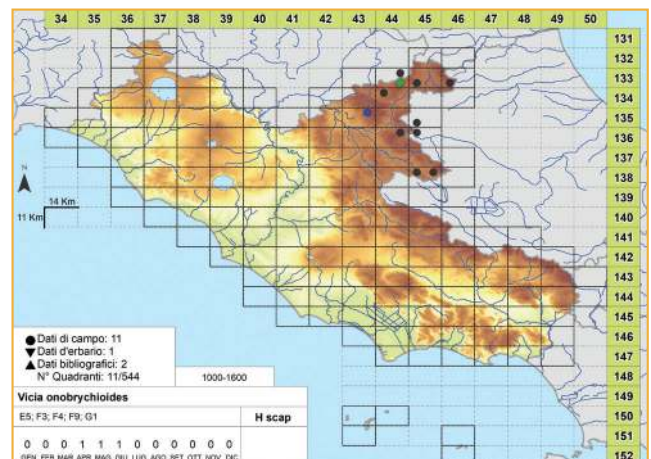 34 35 36 37 38 39 40 41 42 43 44 45 46 47 48 49 50
131
132
133
134
135
136
137
138
139
140
141
142
143
144
145
146
147
148
149
150
151
152
N
14 Km
11 Km
Dati di campo: 11
Dati d'erbario: 1
Dati bibliografici: 2
N° Quadranti: 11/544
1000-1600
Vicia onobrychioides
E5; F3; F4; F9; G1
H scap
0 0 0 1 1 1 0 0 0 0 0 0
GEN FEB MAR APR MAG GIU LUG AGO SET OTT NOV DIC